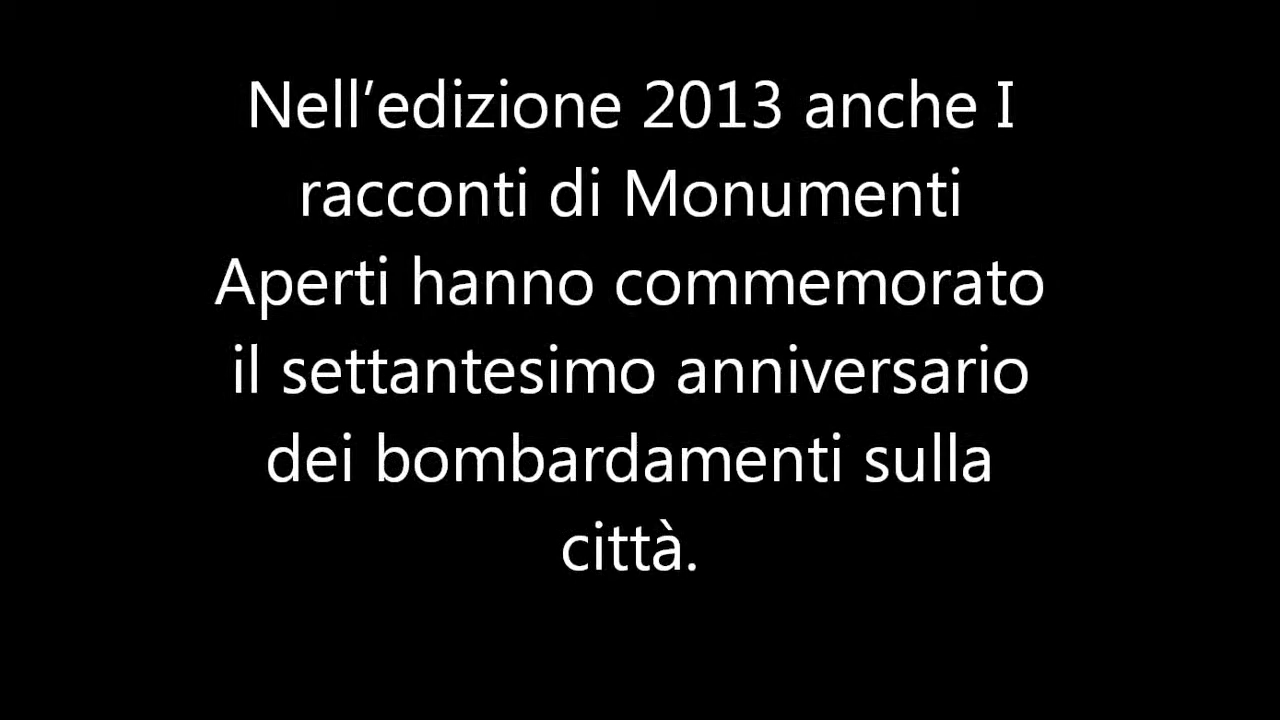 Nell’edizione 2013 anche I
racconti di Monumenti
Aperti hanno commemorato
il settantesimo anniversario
dei bombardamenti sulla
città.